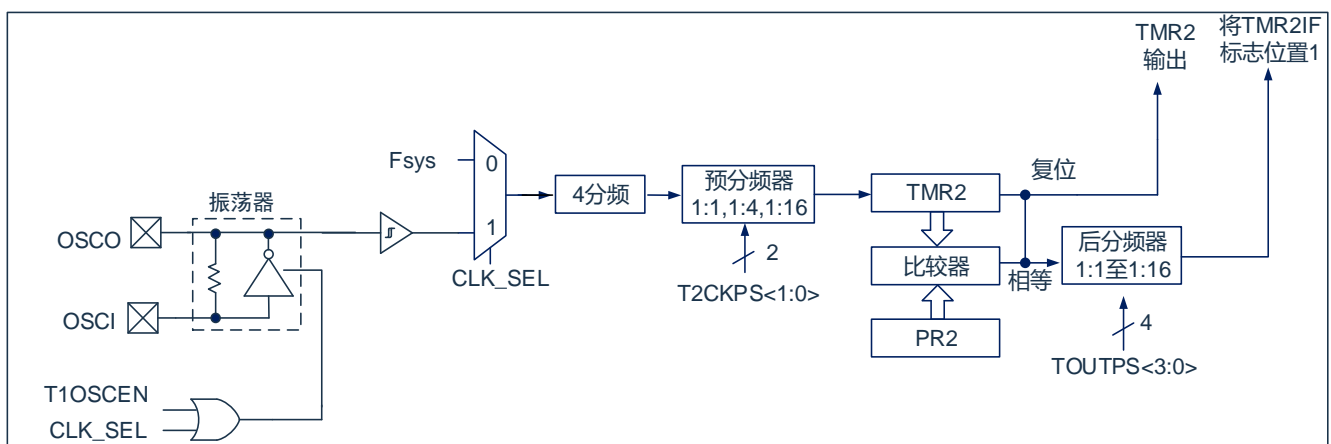 TMR2
输出
将TMR2IF
标志位置1
Fsys
0
1
CLK_SEL
4分频
预分频器
1:1,1:4,1:16
2
T2CKPS<1:0>
TMR2
复位
比较器
相等
PR2
后分频器
1:1至1:16
4
TOUTPS<3:0>
振荡器
OSCO
OSCI
T1OSCEN
CLK_SEL